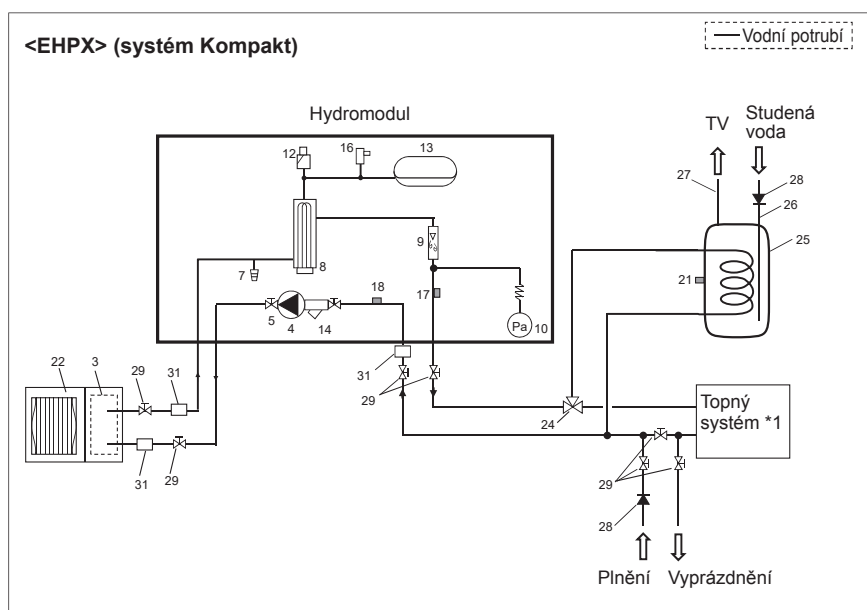 <EHPX> (systém Kompakt)
Vodní potrubí
Hydromodul
TV
Studená
voda
12
16
13
27
28
26
25
9
7
8
21
18
17
5
4
14
Pa
10
22
3
29
31
31
29
24
Topný
systém *1
31
29
29
28
Plnění
Vyprázdnění